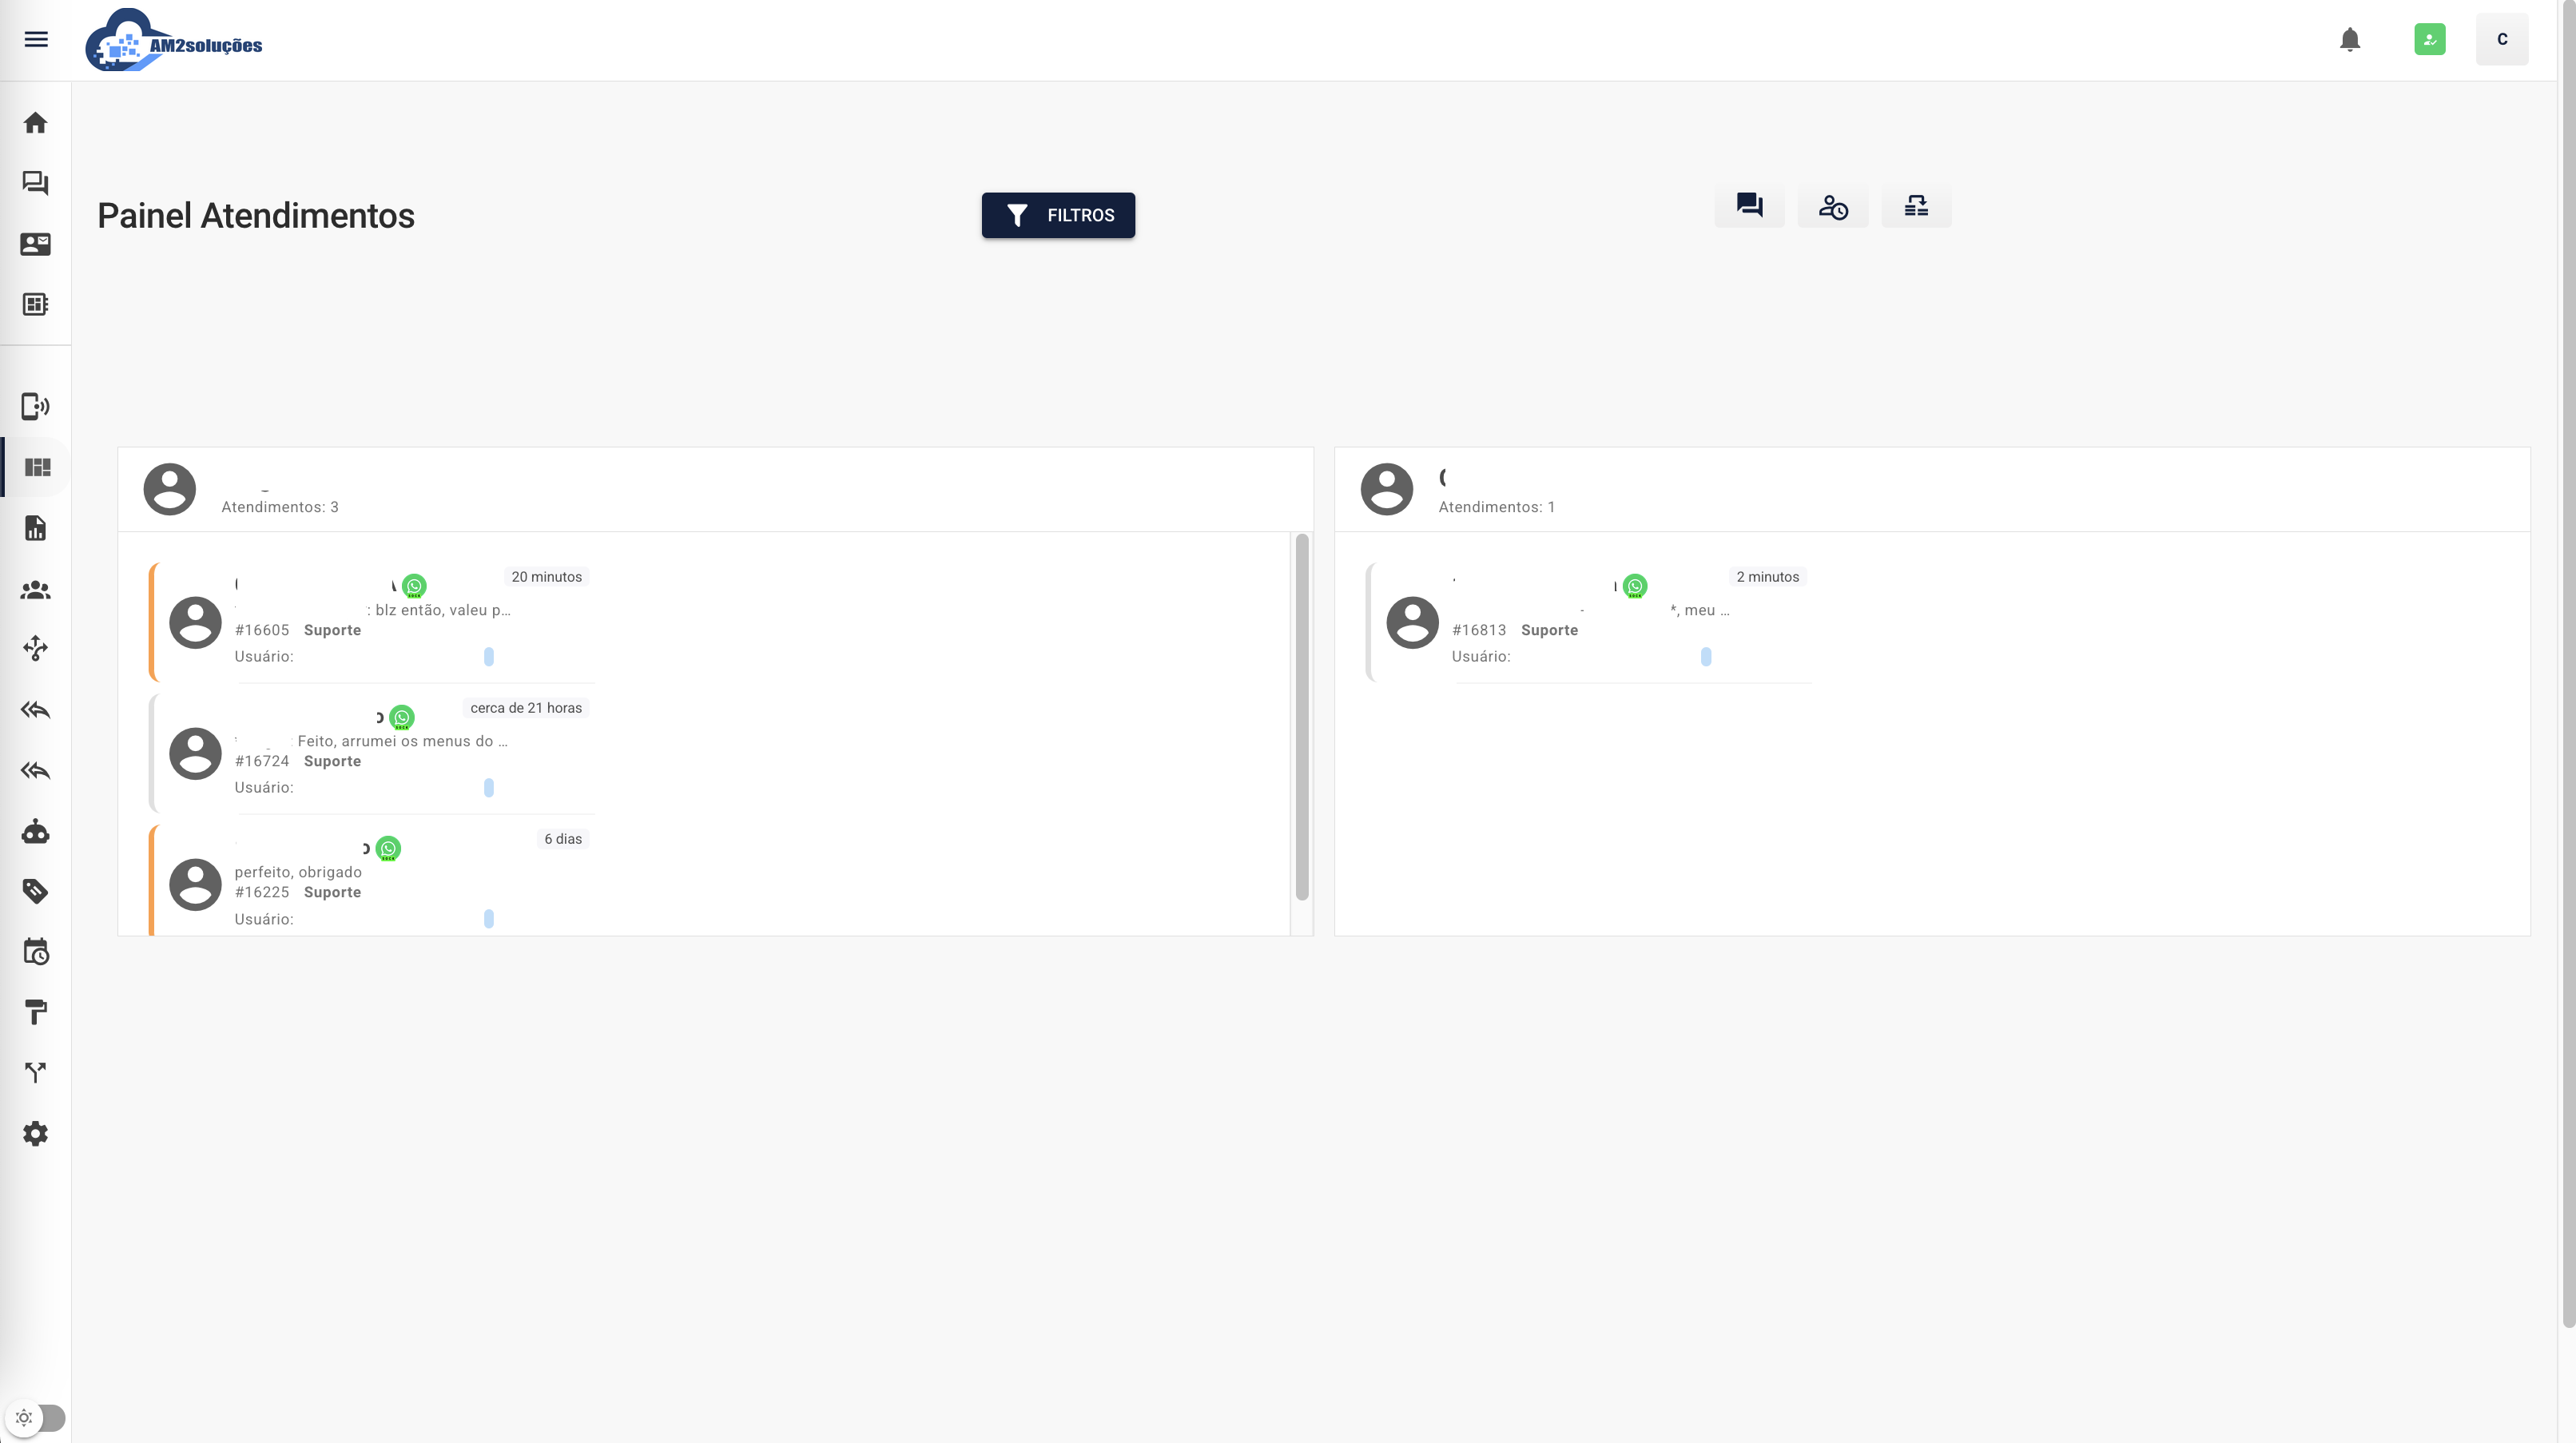 AM2soluções
C
Painel Atendimentos
FILTROS
Atendimentos: 3
20 minutos
: blz então, valeu p...
#16605 Suporte
Usuário:
cerca de 21 horas
: Feito, arrumei os menus do ...
#16724 Suporte
Usuário:
6 dias
perfeito, obrigado
#16225 Suporte
Usuário:
Atendimentos: 1
2 minutos
*, meu ...
#16813 Suporte
Usuário: